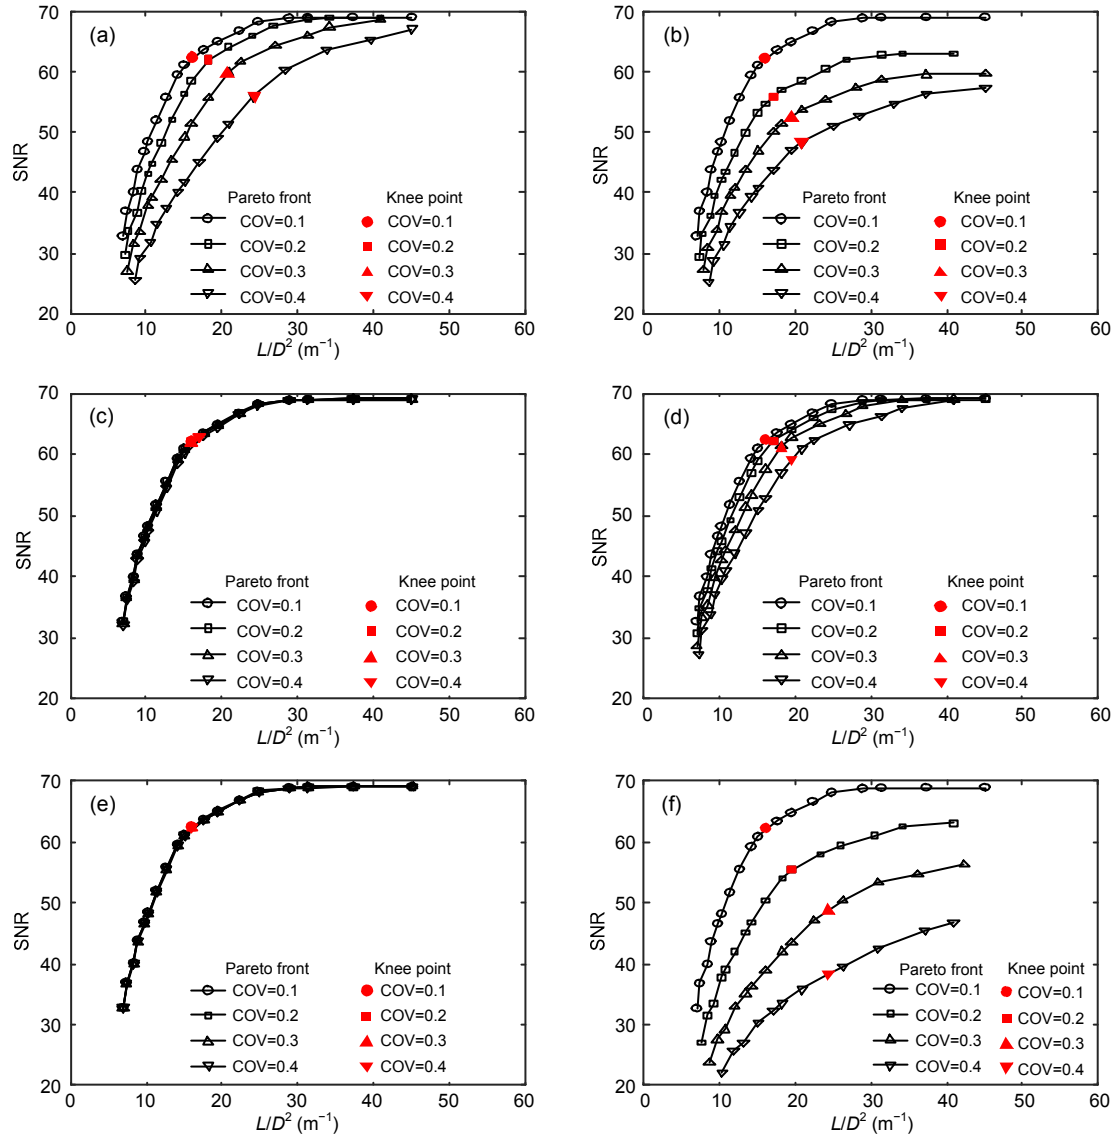 (a)
SNR
70
60
50
40
30
20
0
10
20
30
40
50
60
L/D² (m⁻¹)
Pareto front
COV=0.1
COV=0.2
COV=0.3
COV=0.4
Knee point
COV=0.1
COV=0.2
COV=0.3
COV=0.4
(b)
SNR
70
60
50
40
30
20
0
10
20
30
40
50
60
L/D² (m⁻¹)
Pareto front
COV=0.1
COV=0.2
COV=0.3
COV=0.4
Knee point
COV=0.1
COV=0.2
COV=0.3
COV=0.4
(c)
SNR
70
60
50
40
30
20
0
10
20
30
40
50
60
L/D² (m⁻¹)
Pareto front
COV=0.1
COV=0.2
COV=0.3
COV=0.4
Knee point
COV=0.1
COV=0.2
COV=0.3
COV=0.4
(d)
SNR
70
60
50
40
30
20
0
10
20
30
40
50
60
L/D² (m⁻¹)
Pareto front
COV=0.1
COV=0.2
COV=0.3
COV=0.4
Knee point
COV=0.1
COV=0.2
COV=0.3
COV=0.4
(e)
SNR
70
60
50
40
30
20
0
10
20
30
40
50
60
L/D² (m⁻¹)
Pareto front
COV=0.1
COV=0.2
COV=0.3
COV=0.4
Knee point
COV=0.1
COV=0.2
COV=0.3
COV=0.4
(f)
SNR
70
60
50
40
30
20
0
10
20
30
40
50
60
L/D² (m⁻¹)
Pareto front
COV=0.1
COV=0.2
COV=0.3
COV=0.4
Knee point
COV=0.1
COV=0.2
COV=0.3
COV=0.4